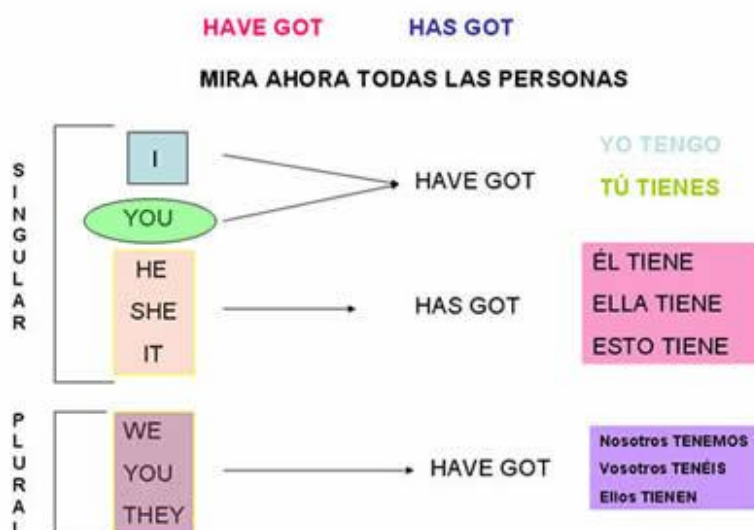 HAVE GOT HAS GOT
MIRA AHORA TODAS LAS PERSONAS
SINGULAR
I
YOU
HAVE GOT
YO TENGO
TÚ TIENES
HE
SHE
IT
HAS GOT
ÉL TIENE
ELLA TIENE
ESTO TIENE
PLURAL
WE
YOU
THEY
HAVE GOT
Nosotros TENEMOS
Vosotros TENÉIS
Ellos TIENEN